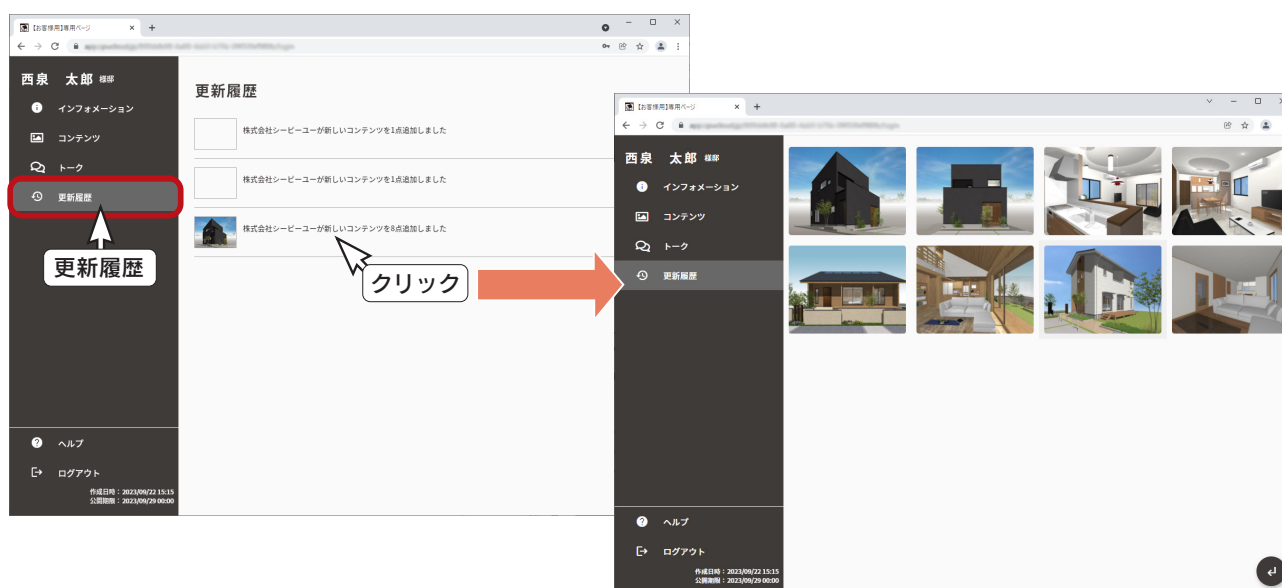 【お客様用】専用ページ
西泉 太郎 様邸
インフォメーション
コンテンツ
トーク
更新履歴
ヘルプ
ログアウト
作成日時：2023/09/22 15:15
公開期限：2023/09/29 00:00
更新履歴
株式会社シーピーユーが新しいコンテンツを1点追加しました
株式会社シーピーユーが新しいコンテンツを1点追加しました
株式会社シーピーユーが新しいコンテンツを8点追加しました
更新履歴
クリック
【お客様用】専用ページ
西泉 太郎 様邸
インフォメーション
コンテンツ
トーク
更新履歴
ヘルプ
ログアウト
作成日時：2023/09/22 15:15
公開期限：2023/09/29 00:00